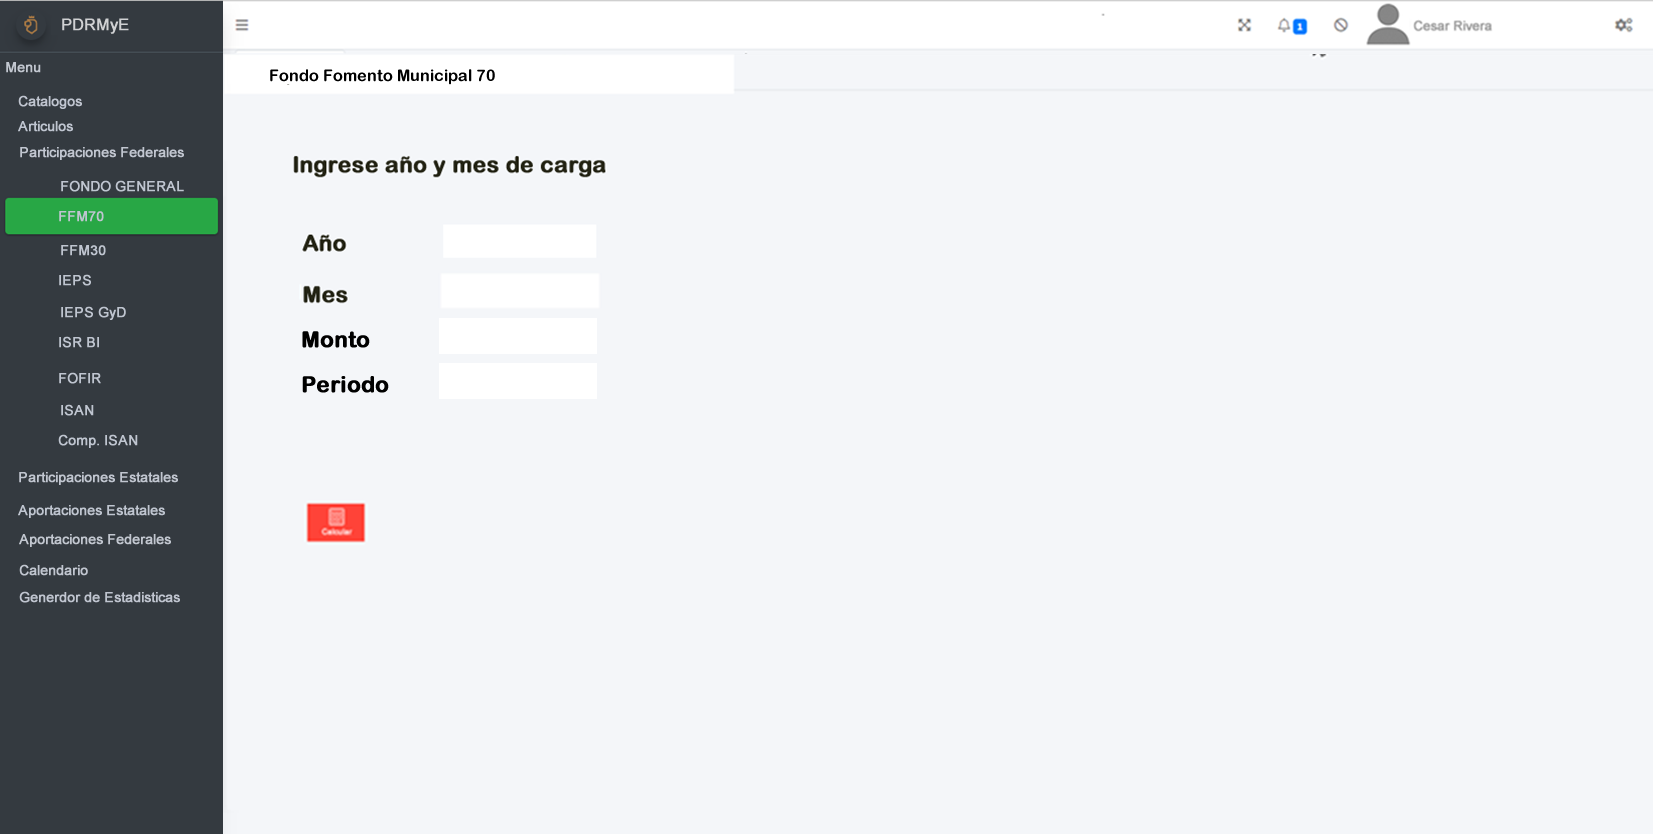 PDRMyE
1
Cesar Rivera
Menu
Catalogos
Articulos
Participaciones Federales
FONDO GENERAL
FFM70
FFM30
IEPS
IEPS GyD
ISR BI
FOFIR
ISAN
Comp. ISAN
Participaciones Estatales
Aportaciones Estatales
Aportaciones Federales
Calendario
Generdor de Estadisticas
Fondo Fomento Municipal 70
Ingrese año y mes de carga
Año
Mes
Monto
Periodo
Calcular